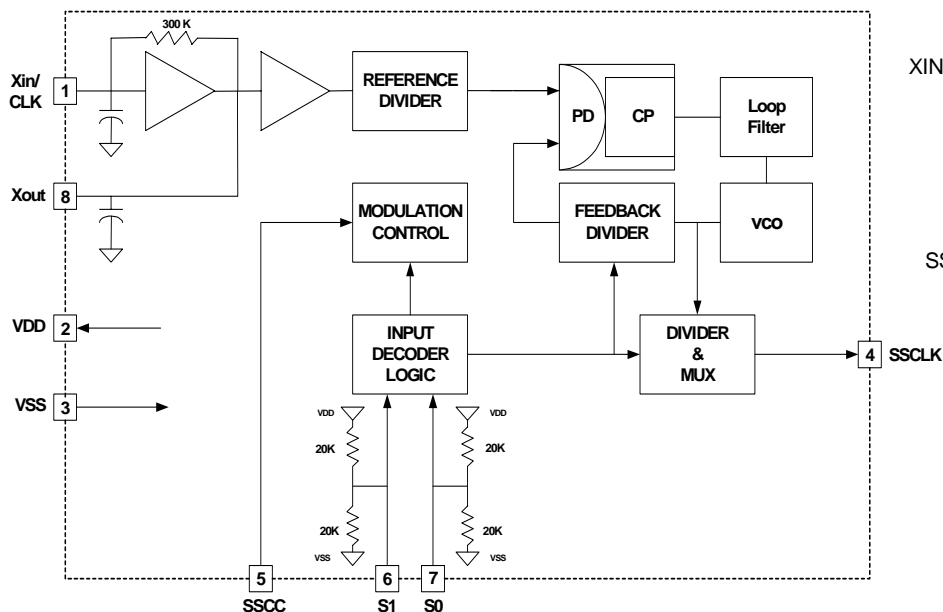 300 K
Xin/
CLK
1
REFERENCE
DIVIDER
PD
CP
Loop
Filter
XIN
Xout
8
MODULATION
CONTROL
FEEDBACK
DIVIDER
VCO
SS
VDD
2
INPUT
DECODER
LOGIC
DIVIDER
&
MUX
4
SSCLK
VSS
3
VDD
VDD
20K
20K
20K
20K
VSS
VSS
5
6
7
SSCC
S1
S0